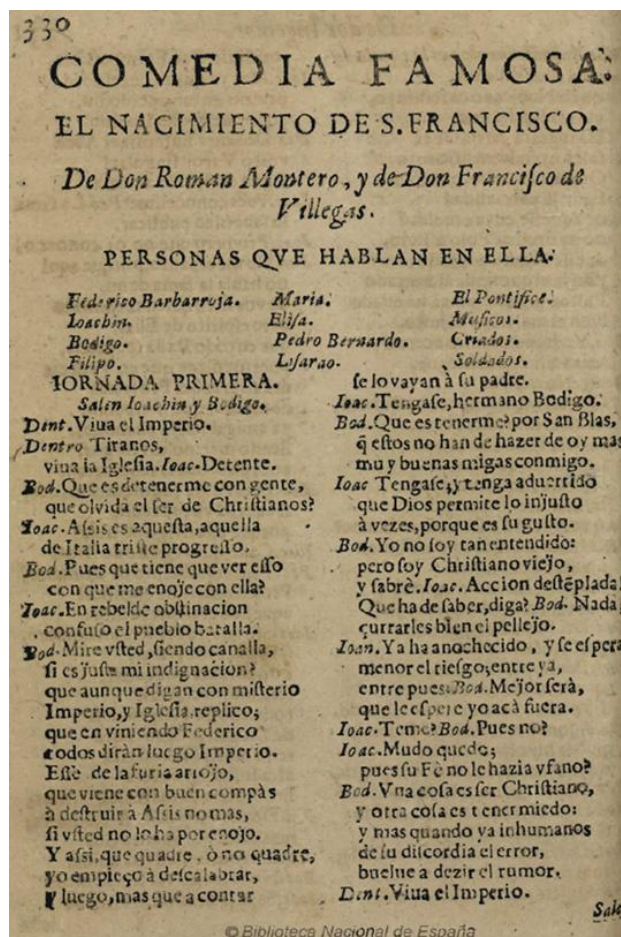 330
COMEDIA FAMOSA:
EL NACIMIENTO DE S. FRANCISCO.
De Don Roman Montero, y de Don Franciſco de
Villegas.
PERSONAS QVE HABLAN EN ELLA.
Federico Barbarroja. Maria. El Pontifice.
Ioachin. Eliſa. Muſicos.
Bodigo. Pedro Bernardo. Criados.
Filipo. Liſarao. Soldados.
IORNADA PRIMERA.
Salen Ioachin y Bodigo.
Dent. Viua el Imperio.
Dentro Tiranos,
viua la Igleſia. Ioac. Detente.
Bod. Que es detenerme con gente,
que olvida el ſer de Chriſtianos?
Ioac. Aſsis es aqueſta, aquella
de Italia triſte progreſſo.
Bod. Pues que tiene que ver eſſo
con que me enoje con ella?
Ioac. En rebelde obſtinacion
confuſo el pueblo batalla.
Bod. Mire vſted, ſiendo canalla,
ſi es juſta mi indignacion?
que aunque digan con miſterio
Imperio, y Igleſia, replico;
que en viniendo Federico
todos diràn luego Imperio.
Eſſe de la furia arrojo,
que viene con buen compàs
à deſtruir à Aſsis no mas,
ſi vſted no lo ha por enojo.
Y aſsi, que quadre, ò no quadre,
yo empieço à deſcalabrar,
y luego, mas que a contar
ſe lo vayan à ſu padre.
Ioac. Tengaſe, hermano Bodigo.
Bod. Que es tenerme? por San Blas,
q̃ eſtos no han de hazer de oy mas
muy buenas migas conmigo.
Ioac Tengaſe, y tenga aduertido
que Dios permite lo injuſto
à vezes, porque es ſu guſto.
Bod. Yo no ſoy tan entendido:
pero ſoy Chriſtiano viejo,
y ſabrè. Ioac. Accion deſtẽplada!
Que ha de ſaber, diga? Bod. Nada,
çurrarles bien el pellejo.
Ioan. Ya ha anochecido, y ſe eſpera
menor el rieſgo; entre ya,
entre pues. Bod. Mejor ſerà,
que le eſpere yo acà fuera.
Ioac. Teme? Bod. Pues no?
Ioac. Mudo quedo;
pues ſu Fè no le hazia vfano?
Bod. Vna coſa es ſer Chriſtiano,
y otra coſa es tener miedo:
y mas quando ya inhumanos
de ſu diſcordia el error,
buelue a dezir el rumor.
Dent. Viua el Imperio.
Sale
© Biblioteca Nacional de España